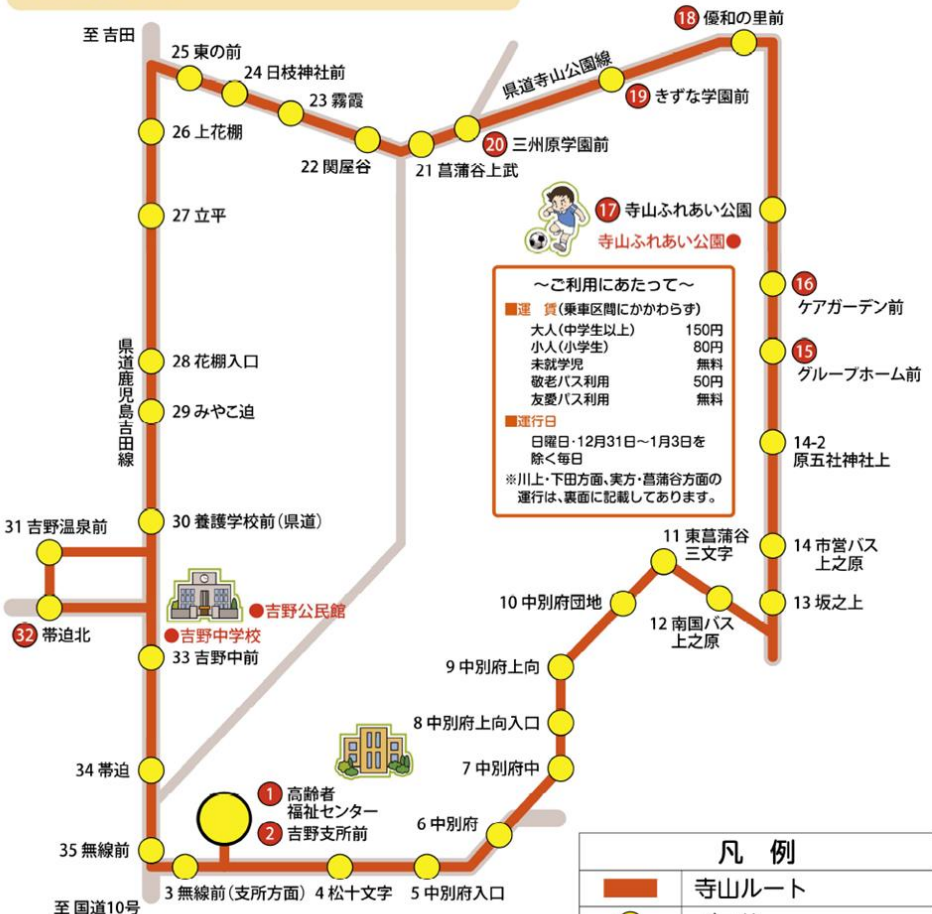 至 吉田
25 東の前
24 日枝神社前
23 霧霞
22 関屋谷
21 菖蒲谷上武
20 三州原学園前
県道寺山公園線
19 きずな学園前
18 優和の里前
26 上花棚
27 立平
17 寺山ふれあい公園
寺山ふれあい公園●
16
ケアガーデン前
15
グループホーム前
14-2
原五社神社上
14 市営バス
上之原
13 坂之上
～ご利用にあたって～
■運 賃(乗車区間にかかわらず)
大人(中学生以上) 150円
小人(小学生) 80円
未就学児 無料
敬老パス利用 50円
友愛パス利用 無料
■運行日
日曜日・12月31日～1月3日を
除く毎日
※川上・下田方面、実方・菖蒲谷方面の
運行は、裏面に記載してあります。
県道鹿児島吉田線
28 花棚入口
29 みやこ迫
30 養護学校前(県道)
31 吉野温泉前
32 帯迫北
●吉野公民館
●吉野中学校
33 吉野中前
34 帯迫
35 無線前
至 国道10号
11 東菖蒲谷
三文字
10 中別府団地
12 南国バス
上之原
9 中別府上向
8 中別府上向入口
7 中別府中
6 中別府
1 高齢者
福祉センター
2 吉野支所前
3 無線前(支所方面)
4 松十文字
5 中別府入口
凡 例
寺山ルート